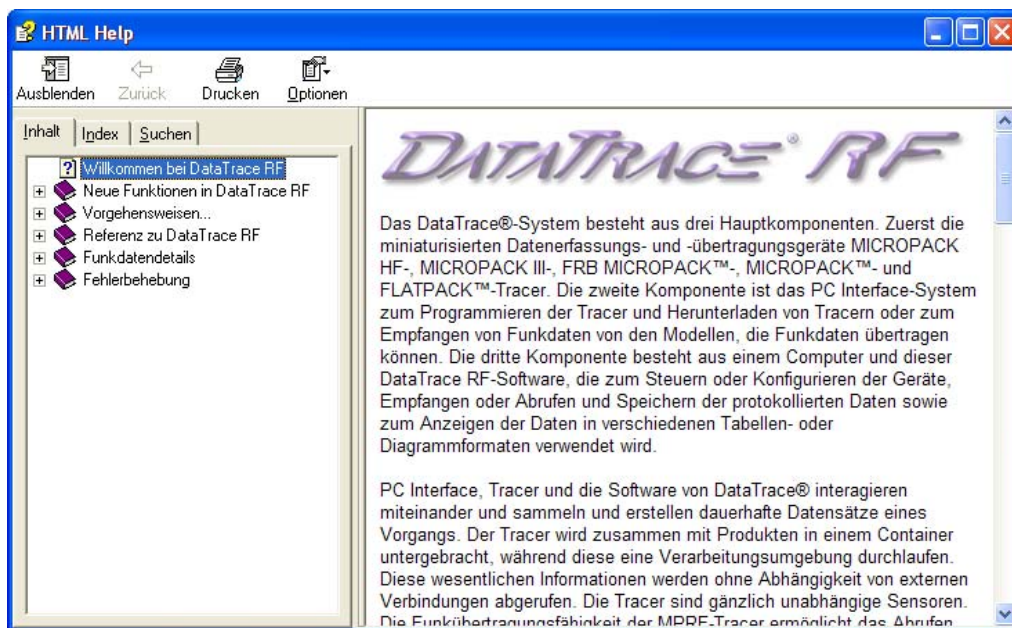 HTML Help
Ausblenden Zurück Drucken Optionen
Inhalt Index Suchen
Willkommen bei DataTrace RF
Neue Funktionen in DataTrace RF
Vorgehensweisen...
Referenz zu DataTrace RF
Funkdatendetails
Fehlerbehebung
DATATRACE® RF
Das DataTrace®-System besteht aus drei Hauptkomponenten. Zuerst die
miniaturisierten Datenerfassungs- und -übertragungsgeräte MICROPACK
HF-, MICROPACK III-, FRB MICROPACK™-, MICROPACK™- und
FLATPACK™-Tracer. Die zweite Komponente ist das PC Interface-System
zum Programmieren der Tracer und Herunterladen von Tracern oder zum
Empfangen von Funkdaten von den Modellen, die Funkdaten übertragen
können. Die dritte Komponente besteht aus einem Computer und dieser
DataTrace RF-Software, die zum Steuern oder Konfigurieren der Geräte,
Empfangen oder Abrufen und Speichern der protokollierten Daten sowie
zum Anzeigen der Daten in verschiedenen Tabellen- oder
Diagrammformaten verwendet wird.
PC Interface, Tracer und die Software von DataTrace® interagieren
miteinander und sammeln und erstellen dauerhafte Datensätze eines
Vorgangs. Der Tracer wird zusammen mit Produkten in einem Container
untergebracht, während diese eine Verarbeitungsumgebung durchlaufen.
Diese wesentlichen Informationen werden ohne Abhängigkeit von externen
Verbindungen abgerufen. Die Tracer sind gänzlich unabhängige Sensoren.
Die Funkübertragungsfähigkeit der MPRF-Tracer ermöglicht das Abrufen